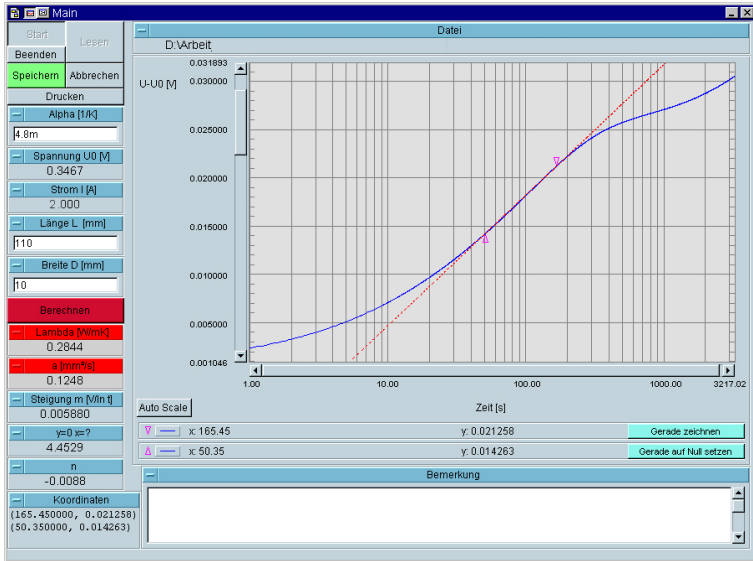 Main
Start
Lesen
Beenden
Speichern
Abbrechen
Drucken
Alpha [1/K]
4.8m
Spannung U0 [V]
0.3467
Strom I [A]
2.000
Länge L [mm]
110
Breite D [mm]
10
Berechnen
Lambda [W/mK]
0.2844
a [mm²/s]
0.1248
Steigung m [V/ln t]
0.005880
y=0 x=?
4.4529
n
-0.0088
Koordinaten
(165.450000, 0.021258)
(50.350000, 0.014263)
Datei
D:\Arbeit
U-U0 [V]
0.031893
0.030000
0.025000
0.020000
0.015000
0.010000
0.005000
0.001046
1.00
10.00
100.00
1000.00
3217.02
Auto Scale
Zeit [s]
x: 165.45
y: 0.021258
Gerade zeichnen
x: 50.35
y: 0.014263
Gerade auf Null setzen
Bemerkung